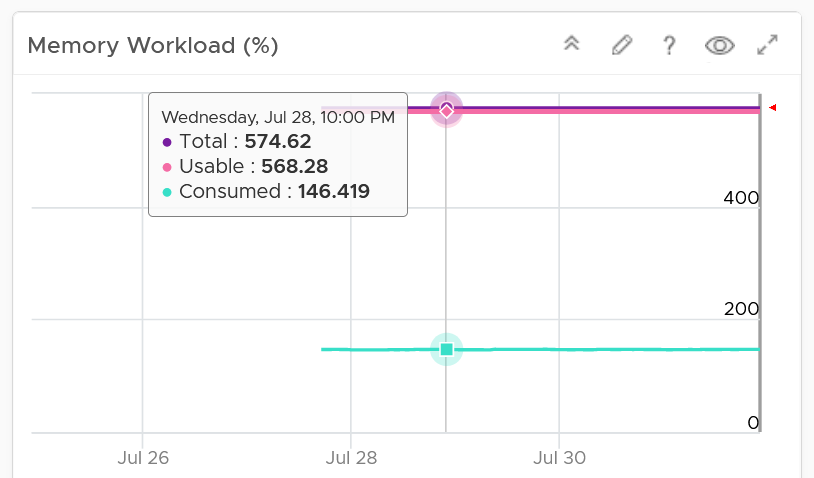 Memory Workload (%)
?
Wednesday, Jul 28, 10:00 PM
Total : 574.62
Usable : 568.28
Consumed : 146.419
400
200
0
Jul 26
Jul 28
Jul 30